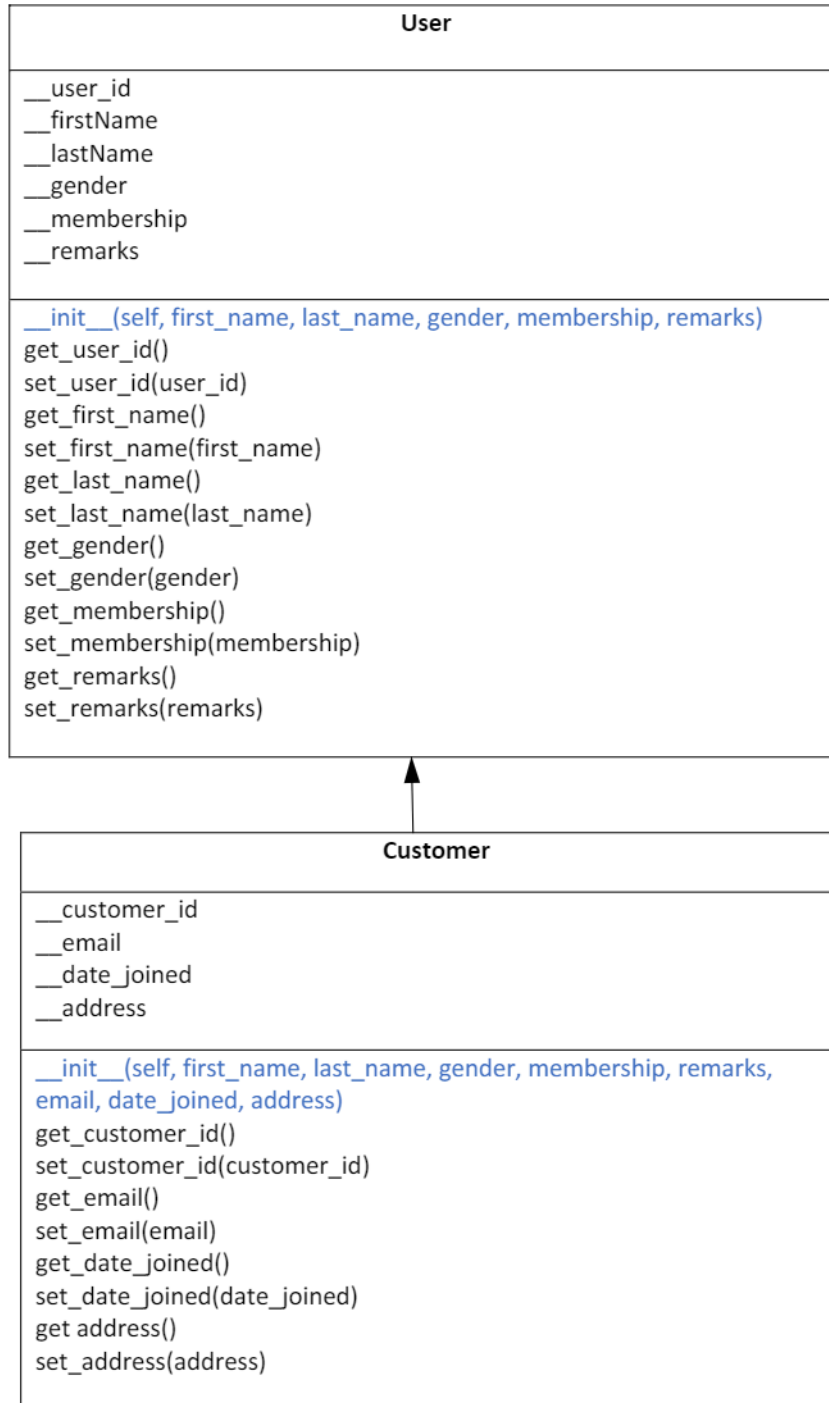 User
__user_id
__firstName
__lastName
__gender
__membership
__remarks
__init__(self, first_name, last_name, gender, membership, remarks)
get_user_id()
set_user_id(user_id)
get_first_name()
set_first_name(first_name)
get_last_name()
set_last_name(last_name)
get_gender()
set_gender(gender)
get_membership()
set_membership(membership)
get_remarks()
set_remarks(remarks)
Customer
__customer_id
__email
__date_joined
__address
__init__(self, first_name, last_name, gender, membership, remarks,
email, date_joined, address)
get_customer_id()
set_customer_id(customer_id)
get_email()
set_email(email)
get_date_joined()
set_date_joined(date_joined)
get address()
set_address(address)